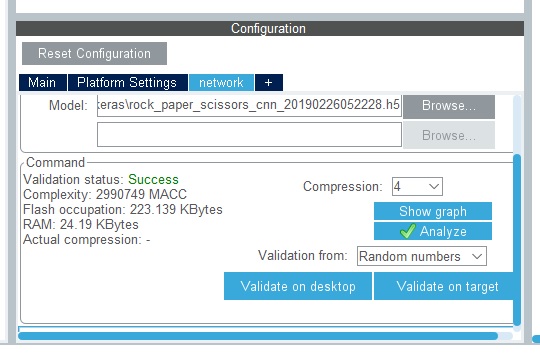 Configuration
Reset Configuration
Main Platform Settings network +
Model: :eras\rock_paper_scissors_cnn_20190226052228.h5 Browse...
Browse...
Command
Validation status: Success
Complexity: 2990749 MACC
Flash occupation: 223.139 KBytes
RAM: 24.19 KBytes
Actual compression: -
Compression: 4
Show graph
Analyze
Validation from: Random numbers
Validate on desktop Validate on target